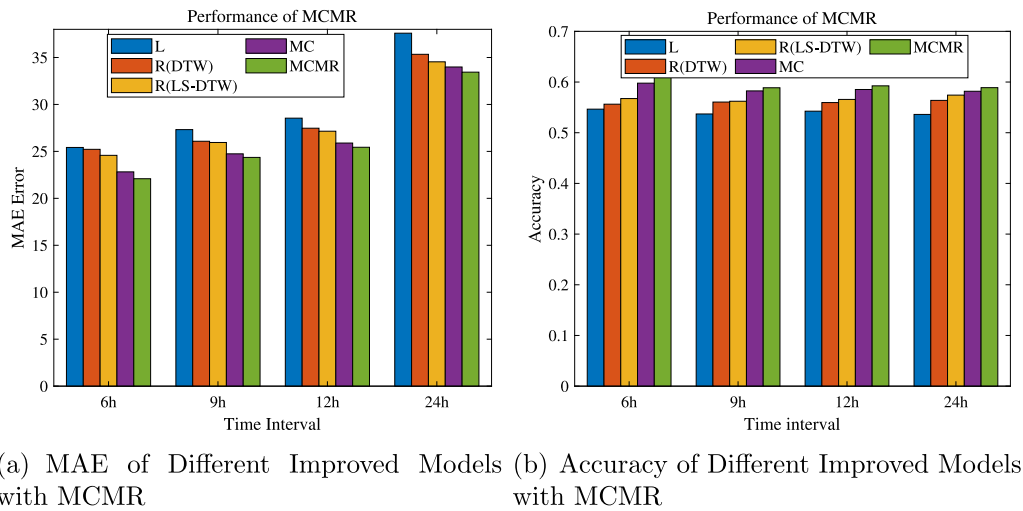 Performance of MCMR
L
R(DTW)
R(LS-DTW)
MC
MCMR
35
30
25
20
15
10
5
0
MAE Error
6h
9h
12h
24h
Time Interval
(a) MAE of Different Improved Models
with MCMR
Performance of MCMR
L
R(DTW)
R(LS-DTW)
MC
MCMR
0.7
0.6
0.5
0.4
0.3
0.2
0.1
0
Accuracy
6h
9h
12h
24h
Time interval
(b) Accuracy of Different Improved Models
with MCMR